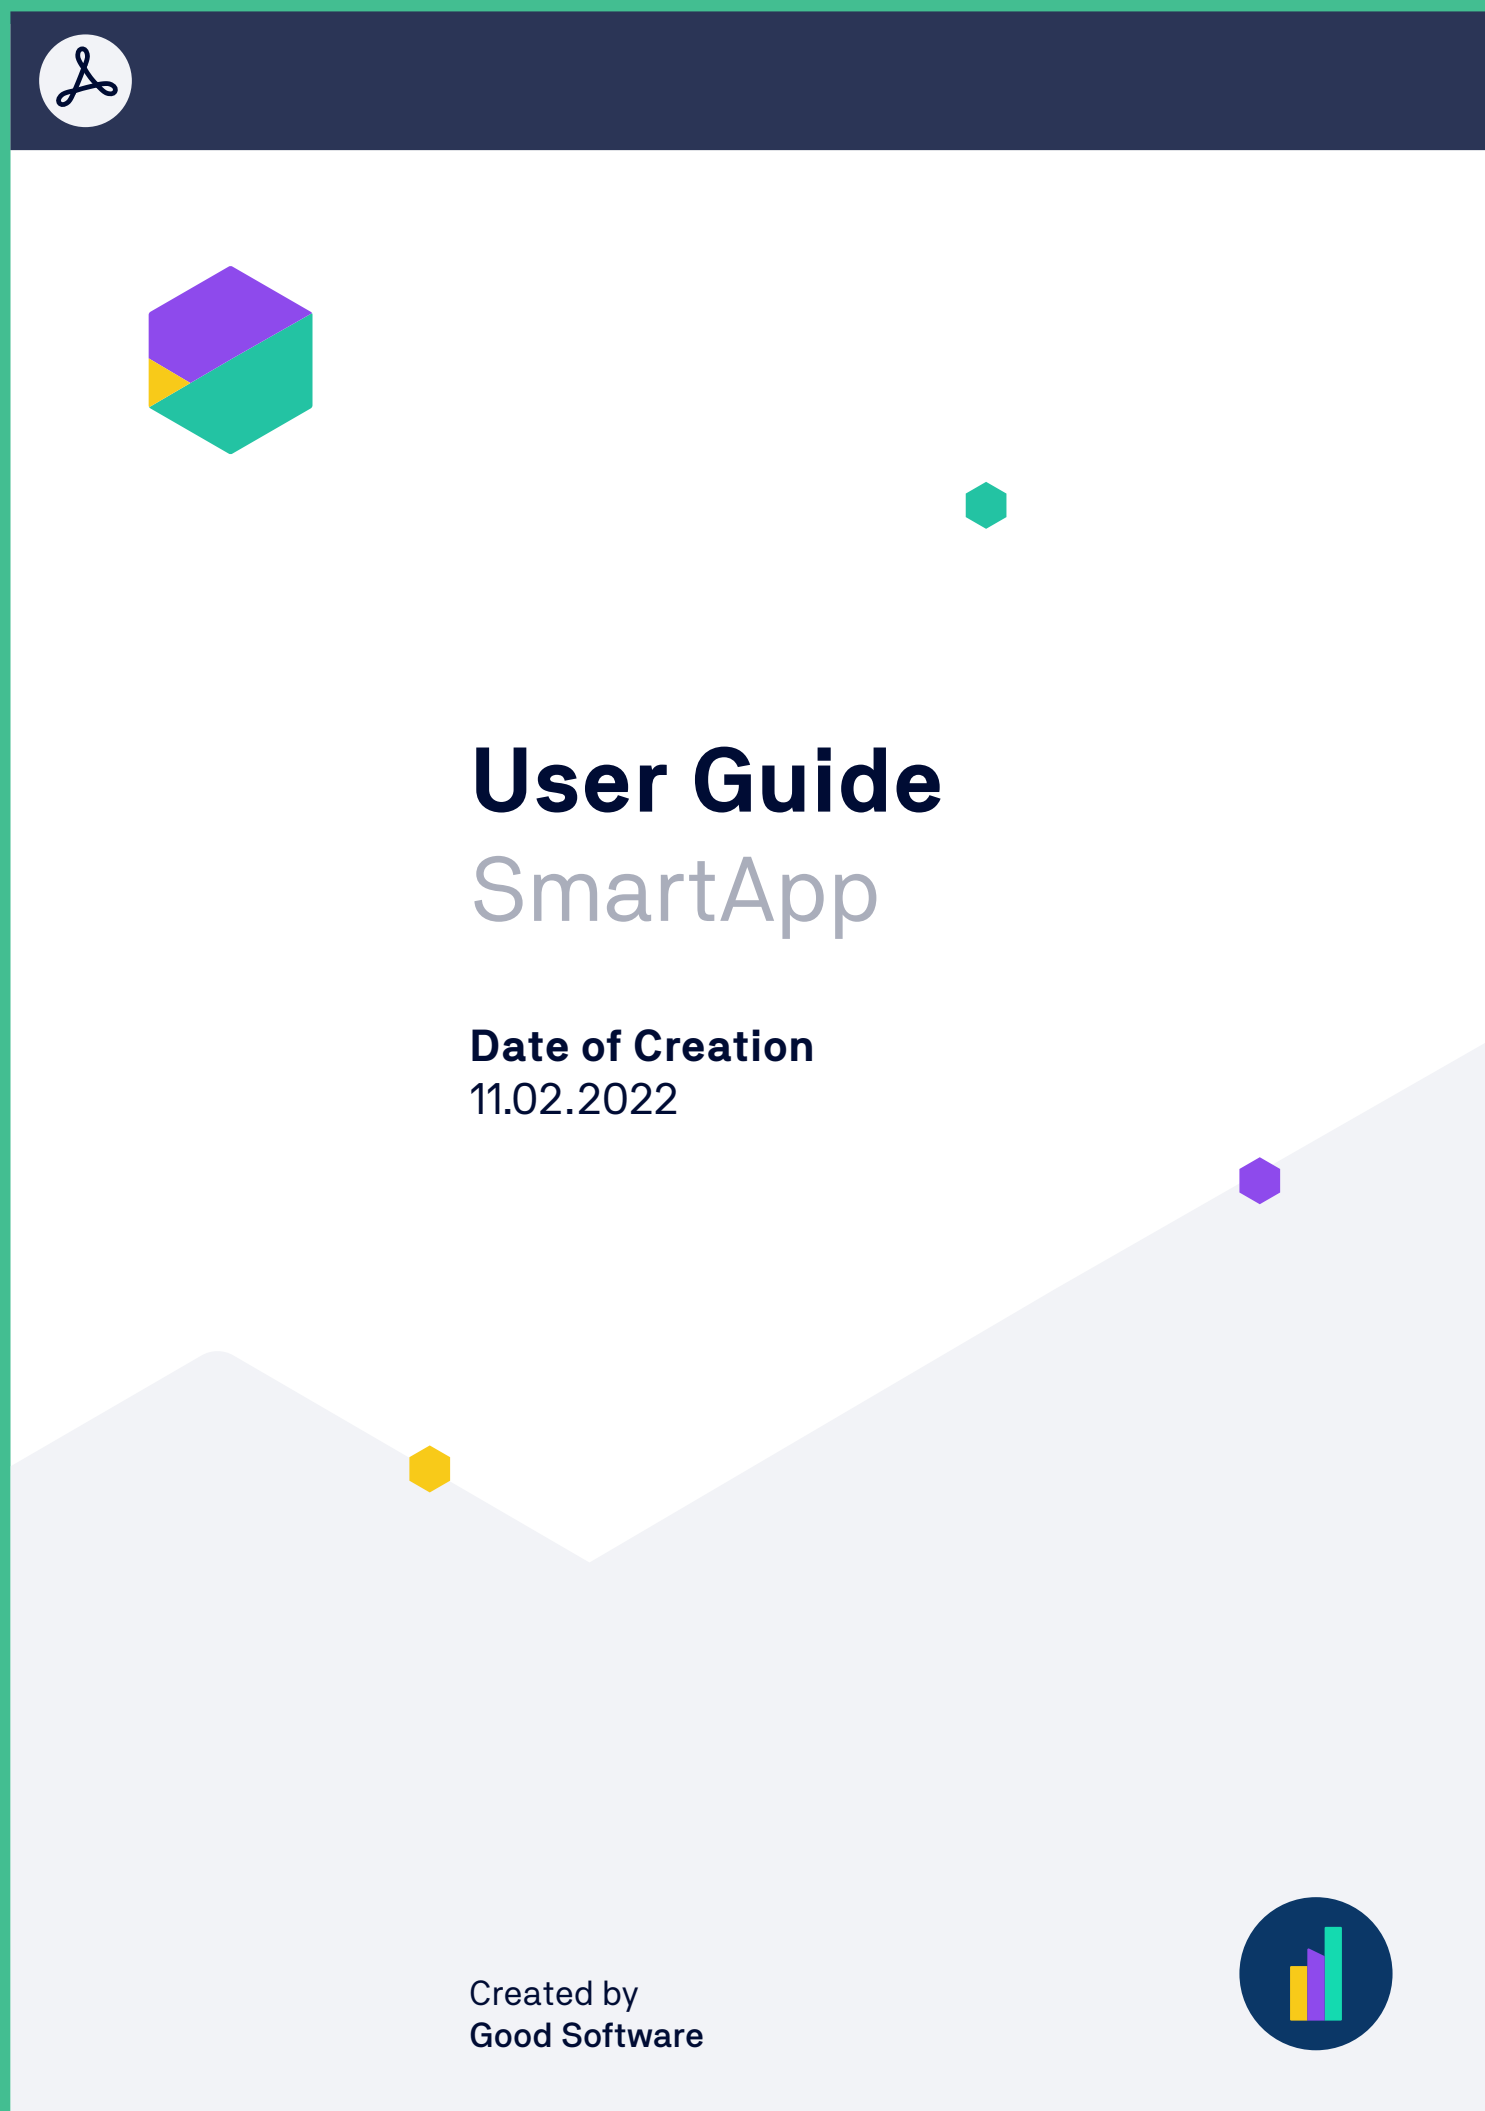 User Guide
SmartApp
Date of Creation
11.02.2022
Created by
Good Software